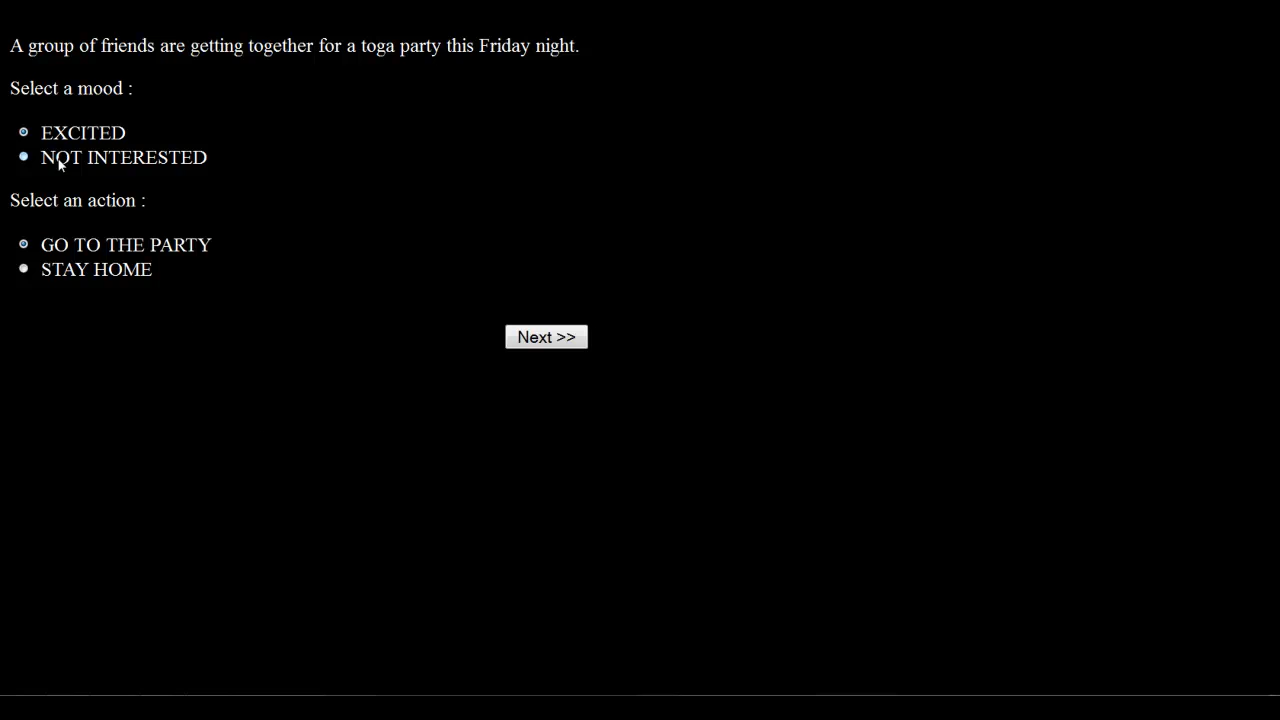 A group of friends are getting together for a toga party this Friday night.
Select a mood :
EXCITED
NOT INTERESTED
Select an action :
GO TO THE PARTY
STAY HOME
Next >>